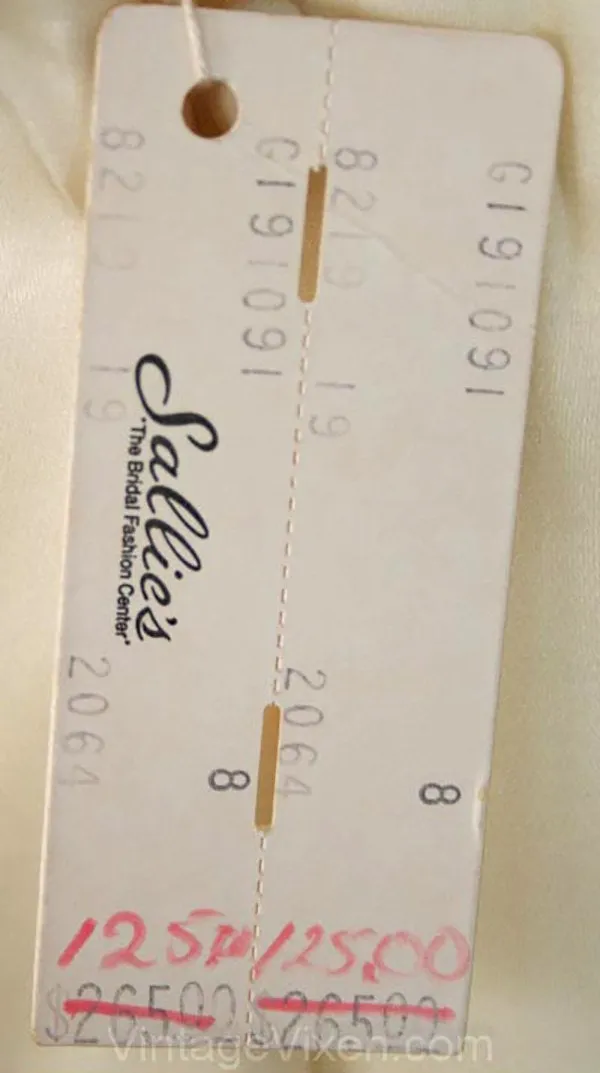 8219 19 2064
G191091
Sallie's
"The Bridal Fashion Center"
8
125.00
$265.00
8219 19 2064
G191091
8
125.00
$265.00
VintageVixen.com